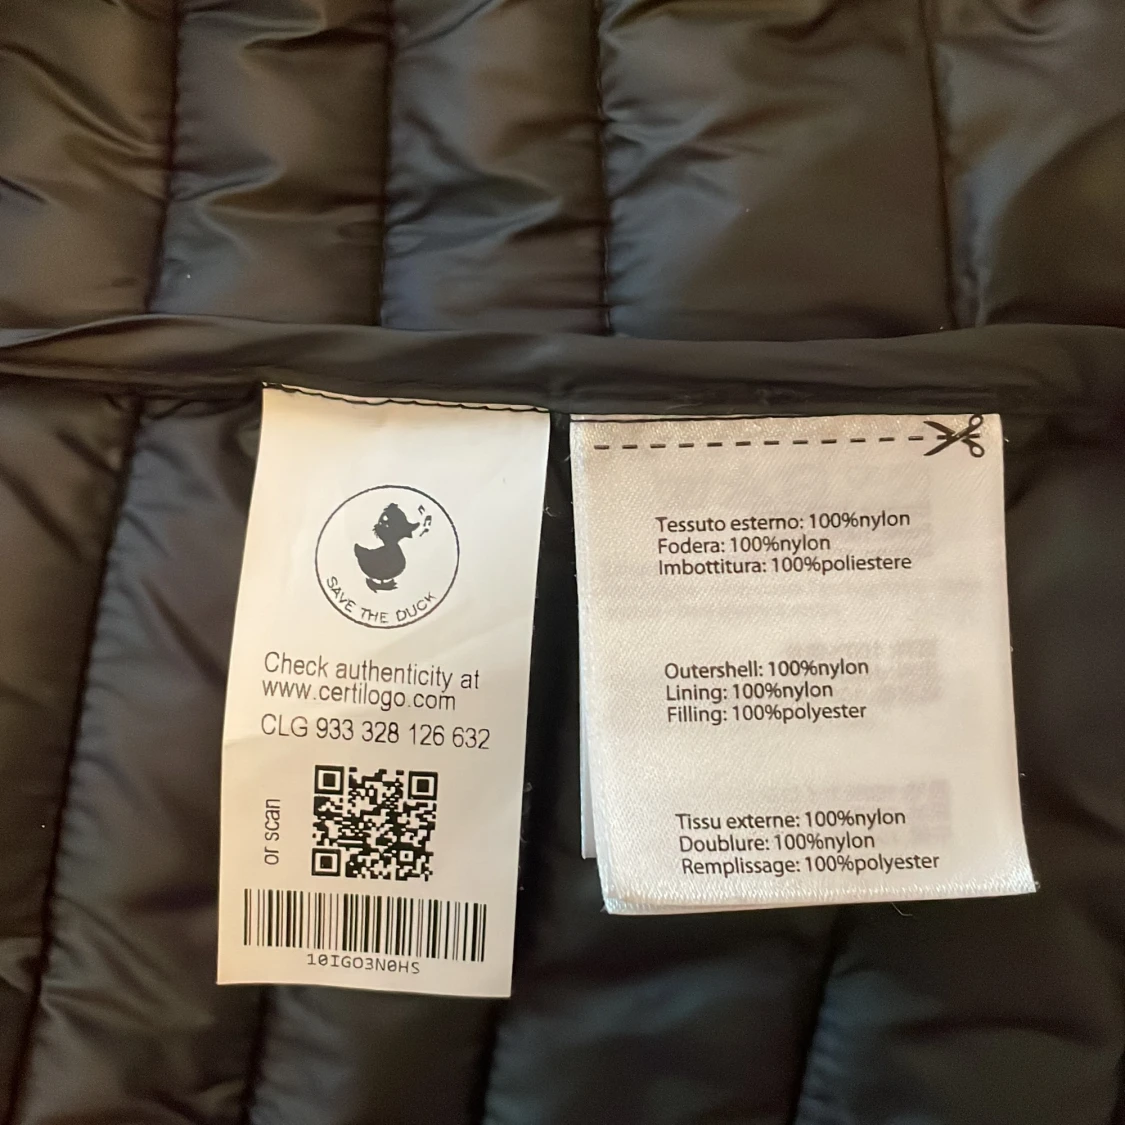 SAVE THE DUCK
Check authenticity at
www.certilogo.com
CLG 933 328 126 632
or scan
10IGO3N0HS
Tessuto esterno: 100%nylon
Fodera: 100%nylon
Imbottitura: 100%poliestere
Outershell: 100%nylon
Lining: 100%nylon
Filling: 100%polyester
Tissu externe: 100%nylon
Doublure: 100%nylon
Remplissage: 100%polyester